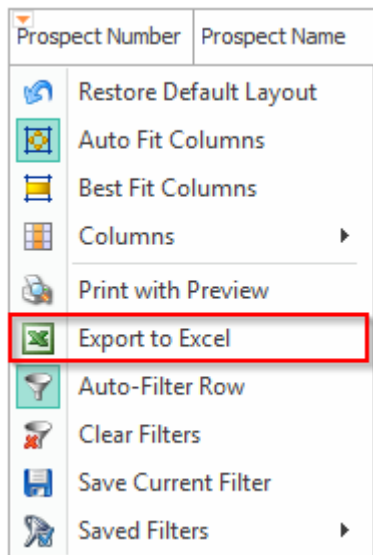 Prospect Number Prospect Name
Restore Default Layout
Auto Fit Columns
Best Fit Columns
Columns
Print with Preview
Export to Excel
Auto-Filter Row
Clear Filters
Save Current Filter
Saved Filters